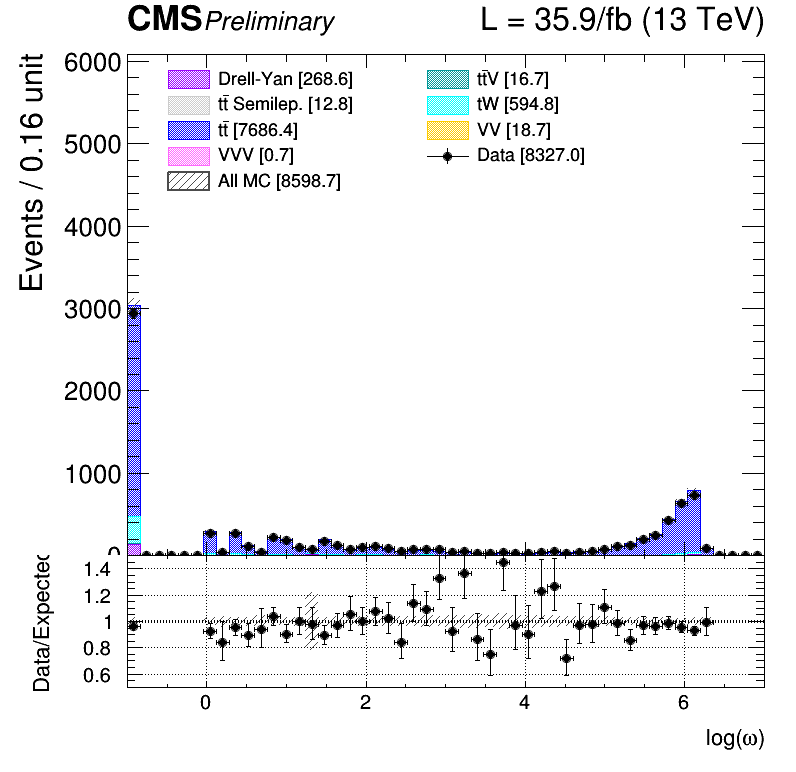 CMS Preliminary L = 35.9/fb (13 TeV)
Events / 0.16 unit
6000
5000
4000
3000
2000
1000
0
Drell-Yan [268.6]
tt̄ Semilep. [12.8]
tt̄ [7686.4]
VVV [0.7]
All MC [8598.7]
tt̄V [16.7]
tW [594.8]
VV [18.7]
Data [8327.0]
Data/Expected
1.4
1.2
1
0.8
0.6
0 2 4 6
log(ω)